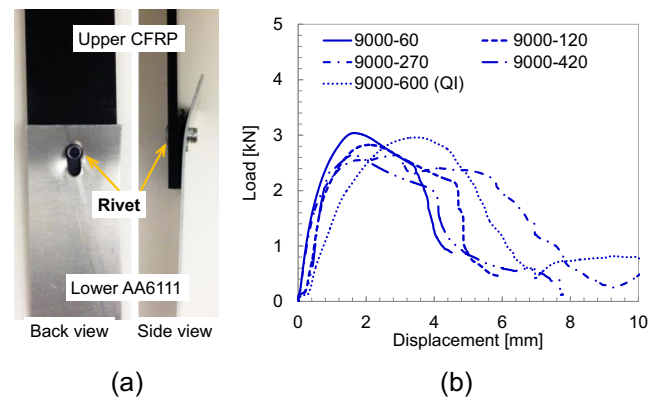 Upper CFRP
Rivet
Lower AA6111
Back view Side view
(a)
5
4
3
2
1
0
Load [kN]
9000-60 9000-120
9000-270 9000-420
9000-600 (QI)
0 2 4 6 8 10
Displacement [mm]
(b)